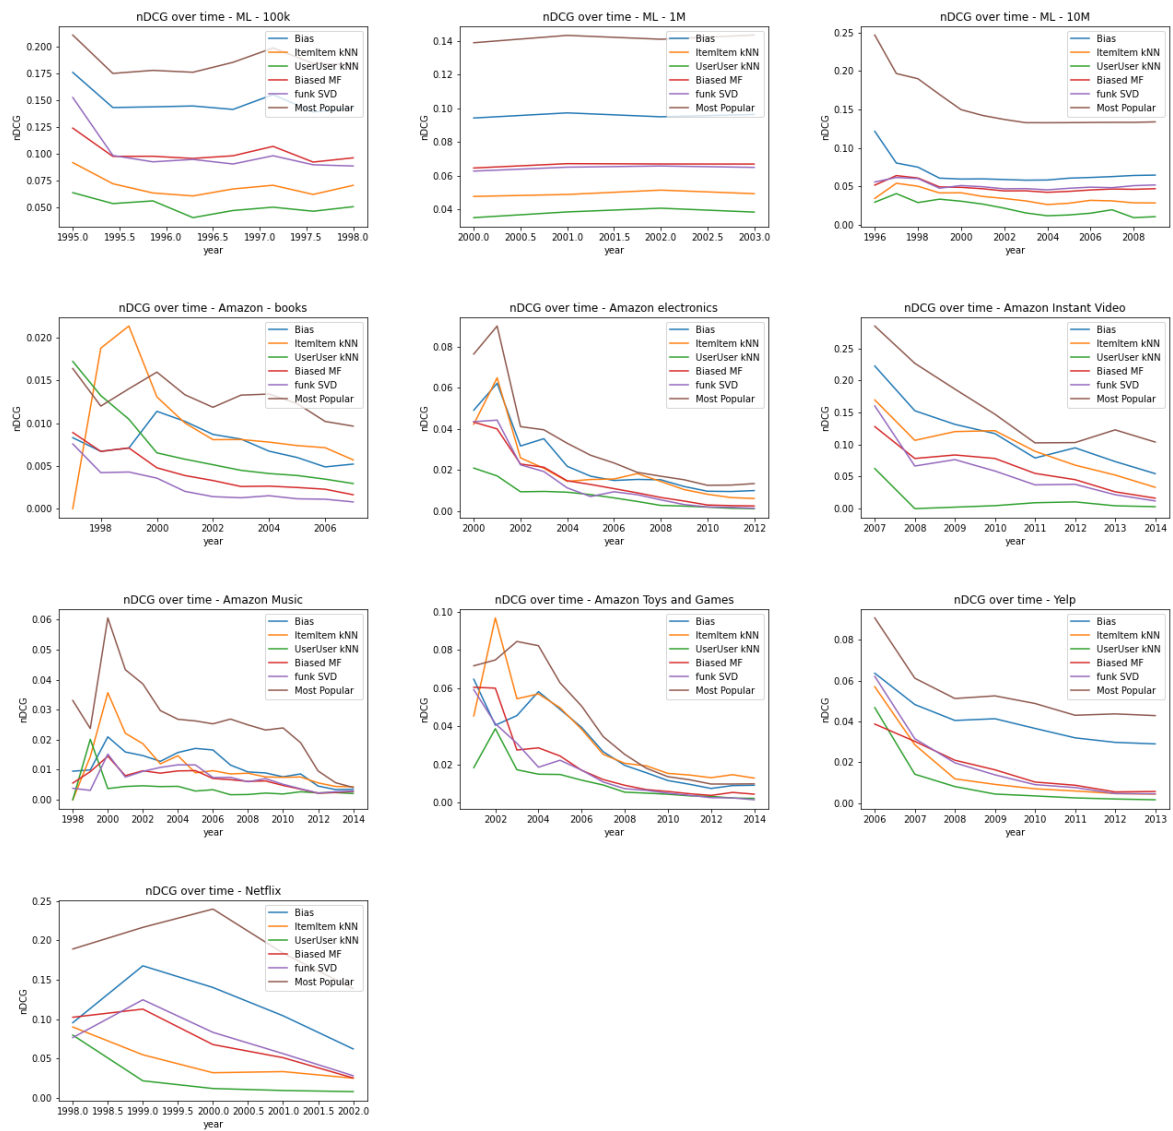 nDCG over time - ML - 100k
nDCG
0.200
0.175
0.150
0.125
0.100
0.075
0.050
1995.0 1995.5 1996.0 1996.5 1997.0 1997.5 1998.0
year
Bias
ItemItem kNN
UserUser kNN
Biased MF
funk SVD
Most Popular
nDCG over time - ML - 1M
nDCG
0.14
0.12
0.10
0.08
0.06
0.04
2000.0 2000.5 2001.0 2001.5 2002.0 2002.5 2003.0
year
Bias
ItemItem kNN
UserUser kNN
Biased MF
funk SVD
Most Popular
nDCG over time - ML - 10M
nDCG
0.25
0.20
0.15
0.10
0.05
0.00
1996 1998 2000 2002 2004 2006 2008
year
Bias
ItemItem kNN
UserUser kNN
Biased MF
funk SVD
Most Popular
nDCG over time - Amazon - books
nDCG
0.020
0.015
0.010
0.005
0.000
1998 2000 2002 2004 2006
year
Bias
ItemItem kNN
UserUser kNN
Biased MF
funk SVD
Most Popular
nDCG over time - Amazon electronics
nDCG
0.08
0.06
0.04
0.02
0.00
2000 2002 2004 2006 2008 2010 2012
year
Bias
ItemItem kNN
UserUser kNN
Biased MF
funk SVD
Most Popular
nDCG over time - Amazon Instant Video
nDCG
0.25
0.20
0.15
0.10
0.05
0.00
2007 2008 2009 2010 2011 2012 2013 2014
year
Bias
ItemItem kNN
UserUser kNN
Biased MF
funk SVD
Most Popular
nDCG over time - Amazon Music
nDCG
0.06
0.05
0.04
0.03
0.02
0.01
0.00
1998 2000 2002 2004 2006 2008 2010 2012 2014
year
Bias
ItemItem kNN
UserUser kNN
Biased MF
funk SVD
Most Popular
nDCG over time - Amazon Toys and Games
nDCG
0.10
0.08
0.06
0.04
0.02
0.00
2002 2004 2006 2008 2010 2012 2014
year
Bias
ItemItem kNN
UserUser kNN
Biased MF
funk SVD
Most Popular
nDCG over time - Yelp
nDCG
0.08
0.06
0.04
0.02
0.00
2006 2007 2008 2009 2010 2011 2012 2013
year
Bias
ItemItem kNN
UserUser kNN
Biased MF
funk SVD
Most Popular
nDCG over time - Netflix
nDCG
0.25
0.20
0.15
0.10
0.05
0.00
1998.0 1998.5 1999.0 1999.5 2000.0 2000.5 2001.0 2001.5 2002.0
year
Bias
ItemItem kNN
UserUser kNN
Biased MF
funk SVD
Most Popular